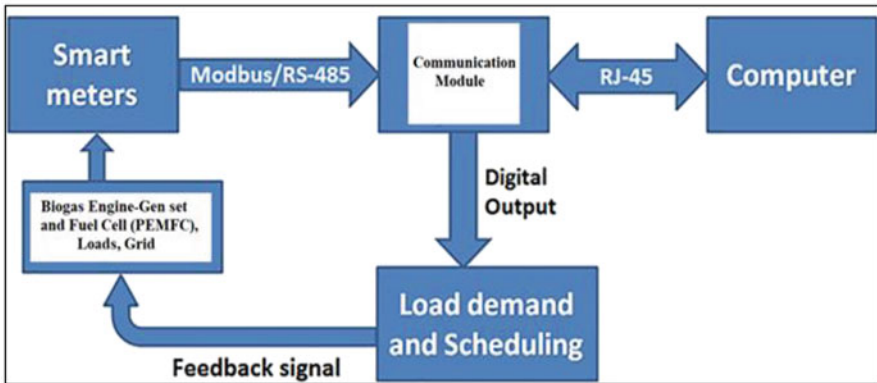 Smart
meters
Modbus/RS-485
Communication
Module
RJ-45
Computer
Digital
Output
Biogas Engine-Gen set
and Fuel Cell (PEMFC),
Loads, Grid
Load demand
and Scheduling
Feedback signal